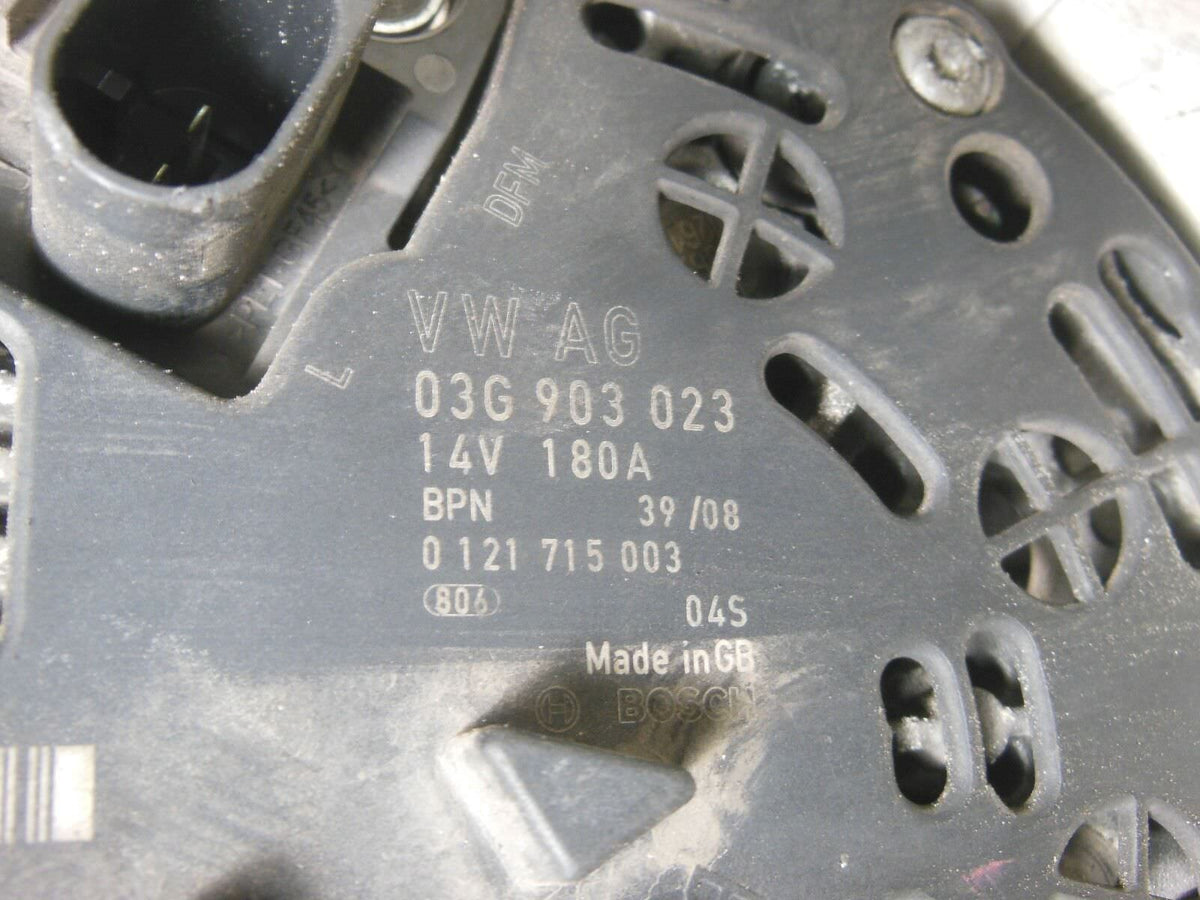 DFM
L
VW AG
03G 903 023
14V 180A
BPN 39/08
0 121 715 003
806 04S
Made in GB
BOSCH